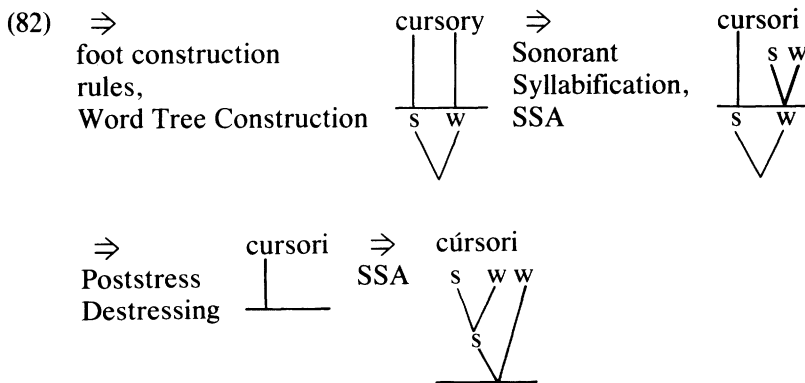 (82) ⇒ cursory ⇒ cursori
foot construction Sonorant s w
rules, Syllabification,
Word Tree Construction s w SSA s w
⇒ cursori ⇒ cúrsori
Poststress SSA s w w
Destressing
s